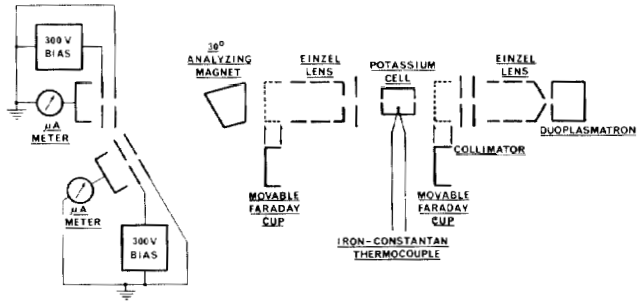 300 V
BIAS
μA
METER
μA
METER
300 V
BIAS
30°
ANALYZING
MAGNET
EINZEL
LENS
POTASSIUM
CELL
EINZEL
LENS
DUOPLASMATRON
COLLIMATOR
MOVABLE
FARADAY
CUP
MOVABLE
FARADAY
CUP
IRON-CONSTANTAN
THERMOCOUPLE